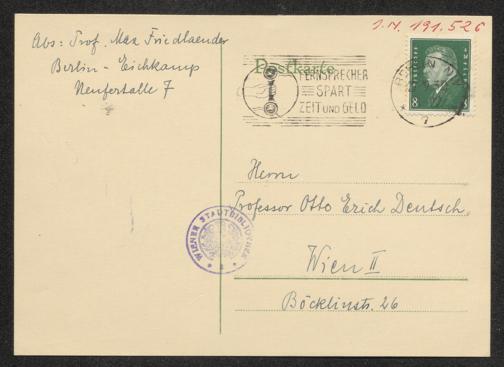 Abs: Prof. Max Friedlaender
Berlin - Eichkamp
Neufertallee 7
I.N. 191.526
Postkarte
FERNSPRECHER
SPART
ZEIT UND GELD
DEUTSCHES REICH
8 8
Herrn
Professor Otto Erich Deutsch,
Wien II
Böcklinstr. 26
WIENER STADTBIBLIOTHEK